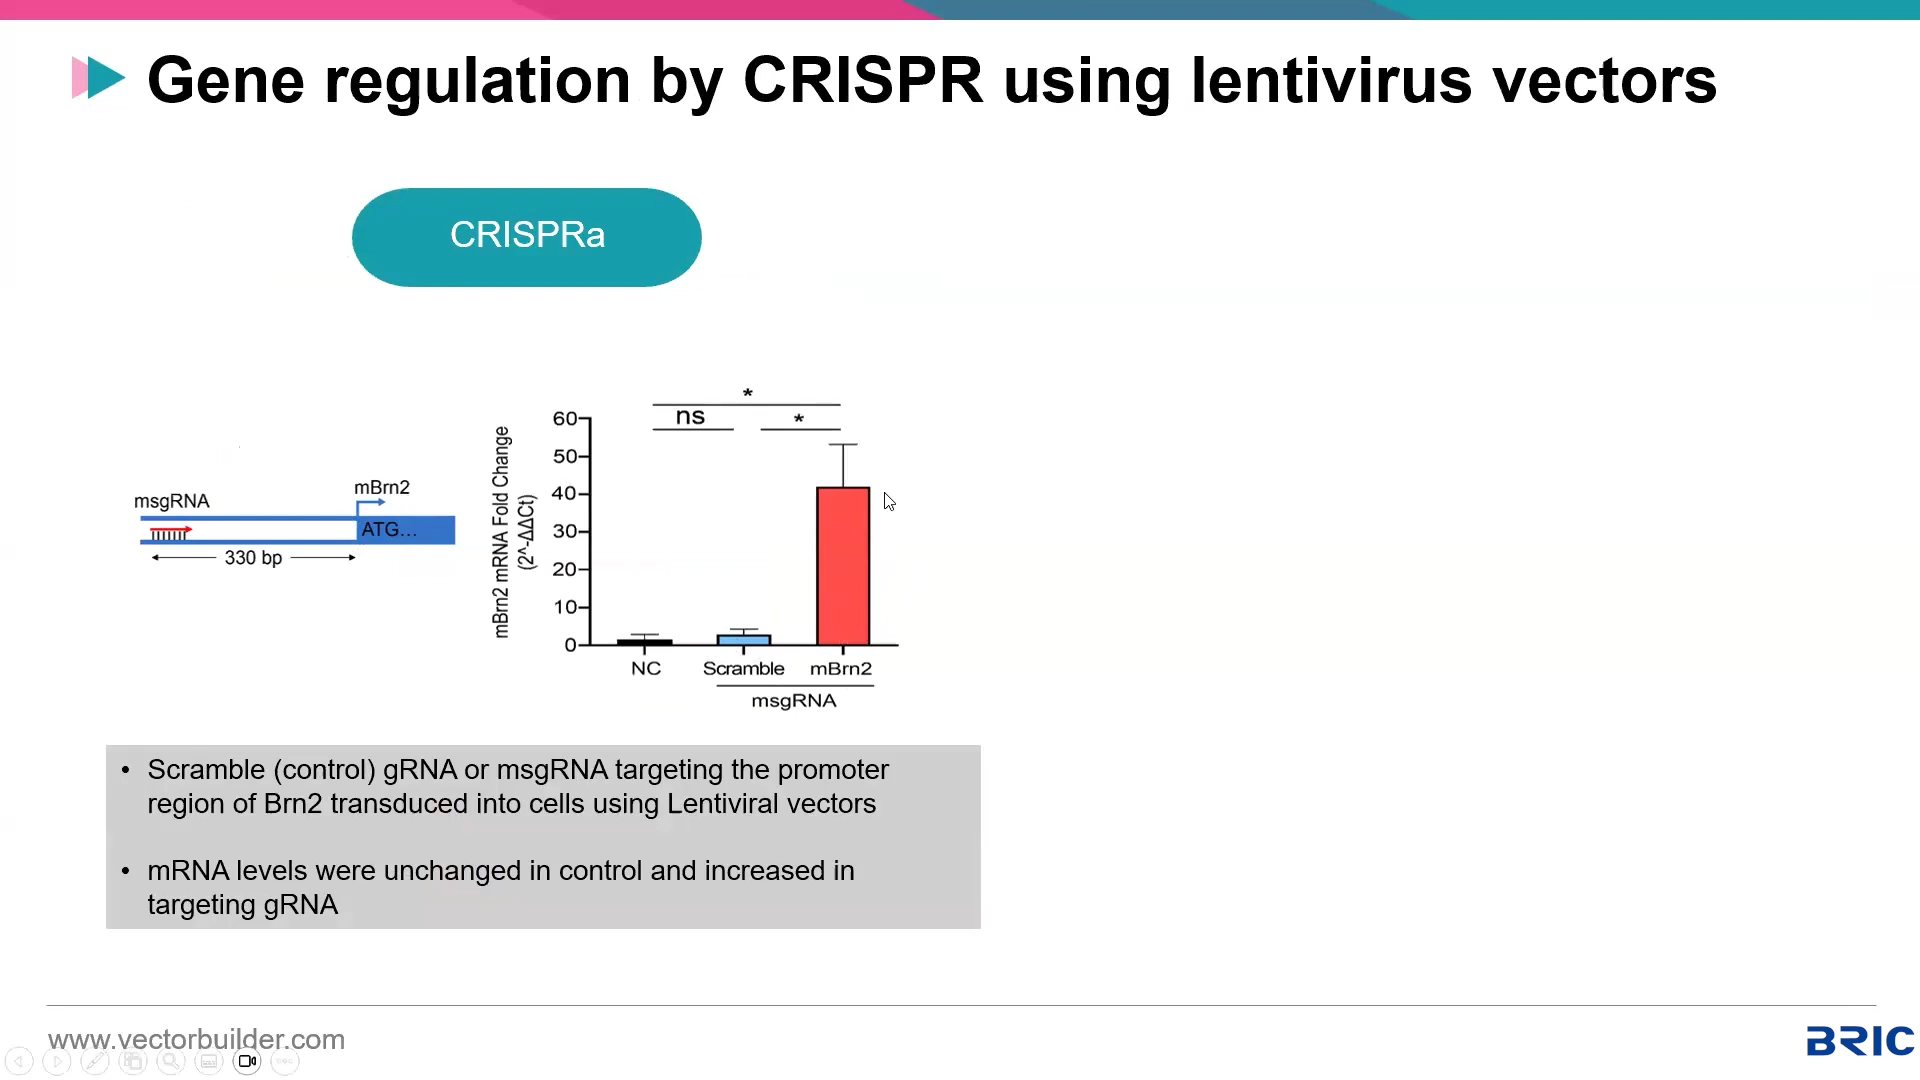 Gene regulation by CRISPR using lentivirus vectors
CRISPRa
msgRNA
mBrn2
ATG...
330 bp
mBrn2 mRNA Fold Change
(2^-ΔΔCt)
*
ns
*
60
50
40
30
20
10
0
NC
Scramble
mBrn2
msgRNA
• Scramble (control) gRNA or msgRNA targeting the promoter
region of Brn2 transduced into cells using Lentiviral vectors
• mRNA levels were unchanged in control and increased in
targeting gRNA
www.vectorbuilder.com
BRIC